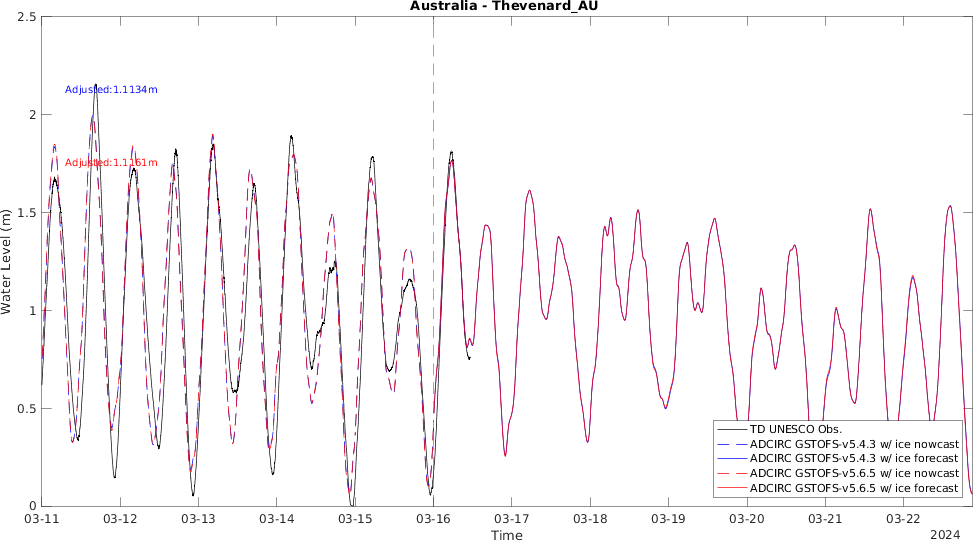 Australia - Thevenard_AU
2.5
2
1.5
1
0.5
0
Water Level (m)
Adjusted:1.1134m
Adjusted:1.1161m
TD UNESCO Obs.
ADCIRC GSTOFS-v5.4.3 w/ ice nowcast
ADCIRC GSTOFS-v5.4.3 w/ ice forecast
ADCIRC GSTOFS-v5.6.5 w/ ice nowcast
ADCIRC GSTOFS-v5.6.5 w/ ice forecast
03-11 03-12 03-13 03-14 03-15 03-16 03-17 03-18 03-19 03-20 03-21 03-22
Time
2024